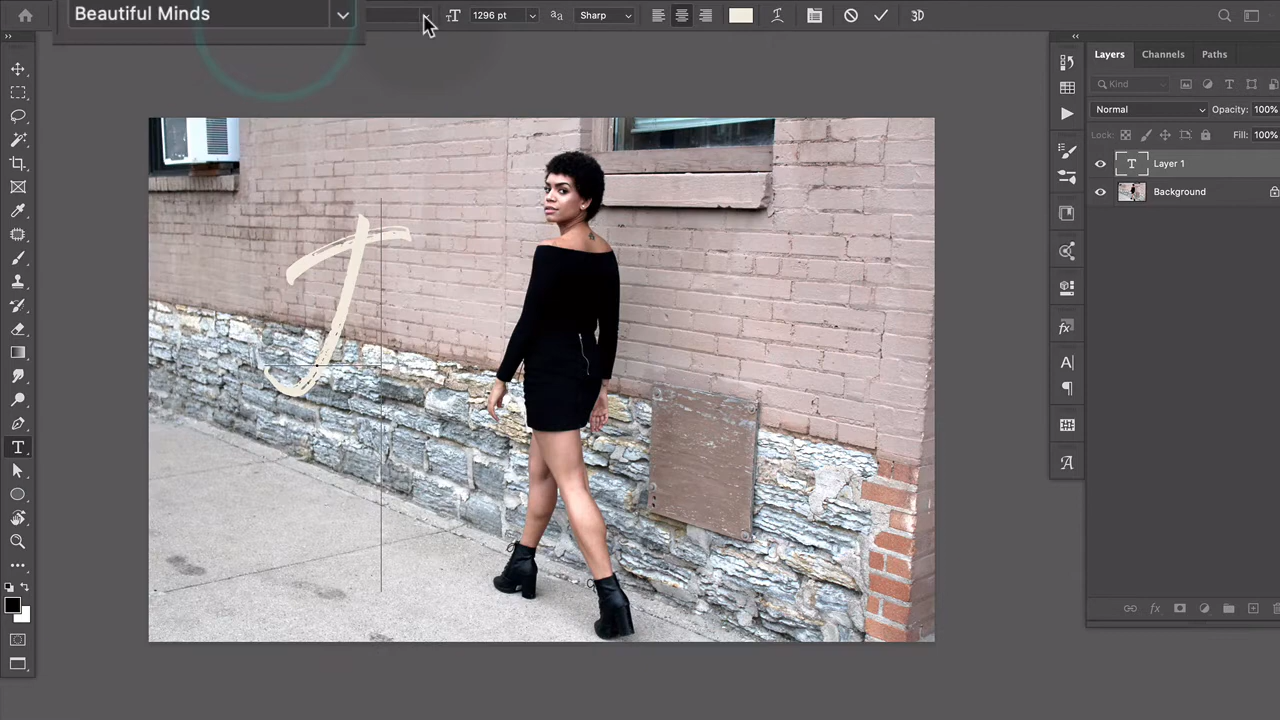 Beautiful Minds
1296 pt
Sharp
3D
Layers
Channels
Paths
Kind
Normal
Opacity: 100%
Lock:
Fill: 100%
T Layer 1
Background
J